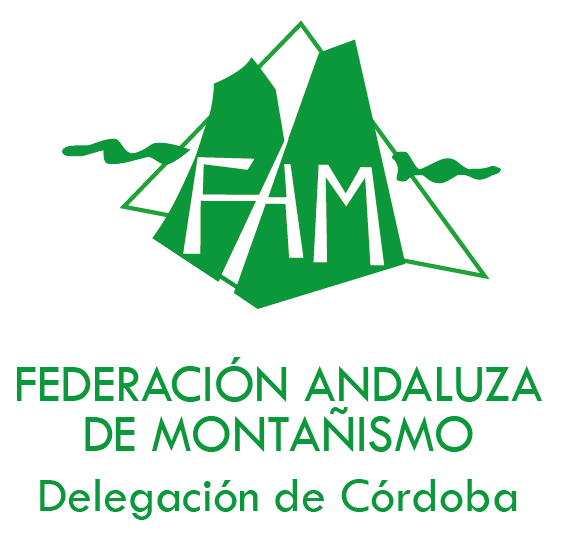 FAM
FEDERACIÓN ANDALUZA
DE MONTAÑISMO
Delegación de Córdoba